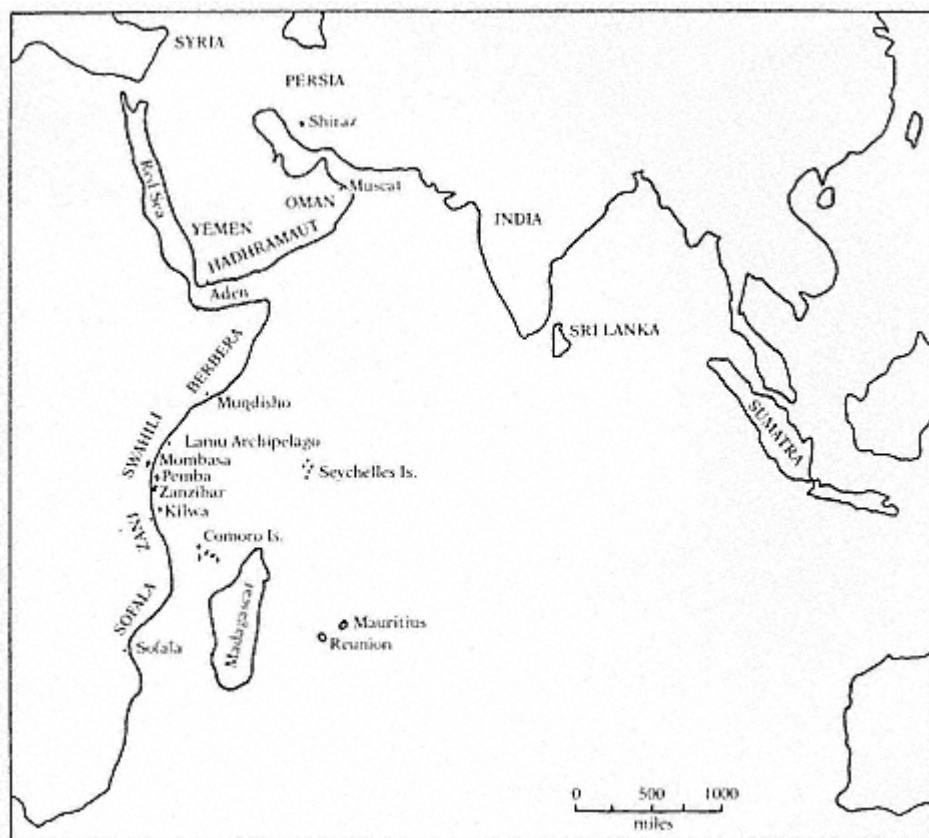 SYRIA
PERSIA
Shiraz
Red Sea
Muscat
OMAN
YEMEN
HADHRAMAUT
INDIA
Aden
SRI LANKA
BERBERA
Muqdisho
SWAHILI
Lamu Archipelago
Mombasa
Pemba
Seychelles Is.
SUMATRA
Zanzibar
Kilwa
ZANJ
Comoro Is.
SOFALA
Madagascar
Mauritius
Sofala
Reunion
0 500 1000
miles